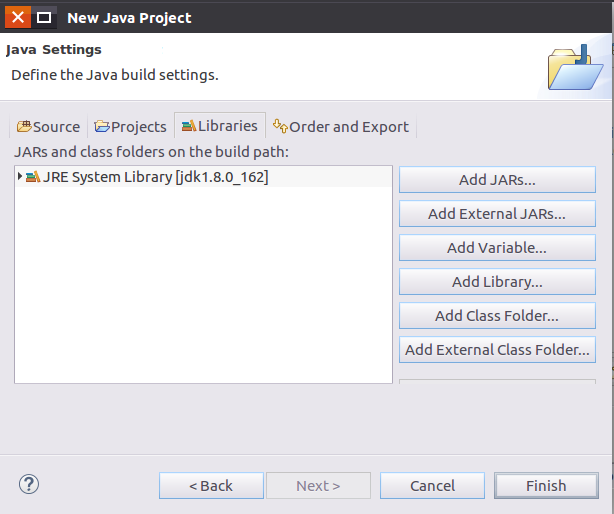 New Java Project
Java Settings
Define the Java build settings.
Source Projects Libraries Order and Export
JARs and class folders on the build path:
JRE System Library [jdk1.8.0_162]
Add JARs...
Add External JARs...
Add Variable...
Add Library...
Add Class Folder...
Add External Class Folder...
? < Back Next > Cancel Finish